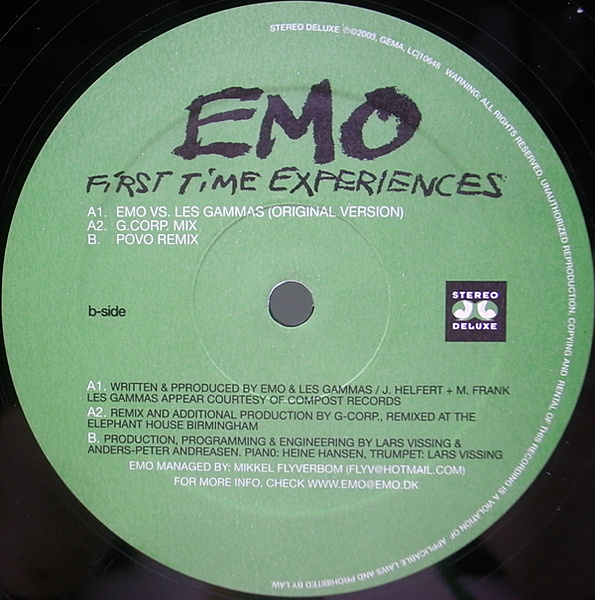 STEREO DELUXE ℗©2003, GEMA, LC|10648 WARNING: ALL RIGHTS RESERVED. UNAUTHORIZED REPRODUCTION, COPYING AND RENTAL OF THIS RECORDING IS A VIOLATION OF APPLICABLE LAWS AND PROHIBITED BY LAW.
EMO
FIRST TIME EXPERIENCES
A1. EMO VS. LES GAMMAS (ORIGINAL VERSION)
A2. G.CORP. MIX
B. POVO REMIX
STEREO
DELUXE
b-side
A1. WRITTEN & PPRODUCED BY EMO & LES GAMMAS / J. HELFERT + M. FRANK
LES GAMMAS APPEAR COURTESY OF COMPOST RECORDS
A2. REMIX AND ADDITIONAL PRODUCTION BY G-CORP., REMIXED AT THE
ELEPHANT HOUSE BIRMINGHAM
B. PRODUCTION, PROGRAMMING & ENGINEERING BY LARS VISSING &
ANDERS-PETER ANDREASEN. PIAN0: HEINE HANSEN, TRUMPET: LARS VISSING
EMO MANAGED BY: MIKKEL FLYVERBOM (FLYV@HOTMAIL.COM)
FOR MORE INFO, CHECK WWW.EMO@EMO.DK